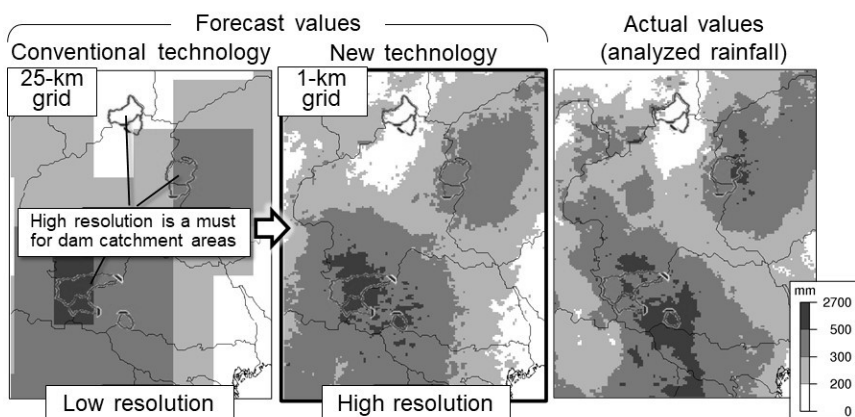 Forecast values
Conventional technology
New technology
Actual values
(analyzed rainfall)
25-km
grid
1-km
grid
High resolution is a must
for dam catchment areas
Low resolution
High resolution
mm
2700
500
300
200
0